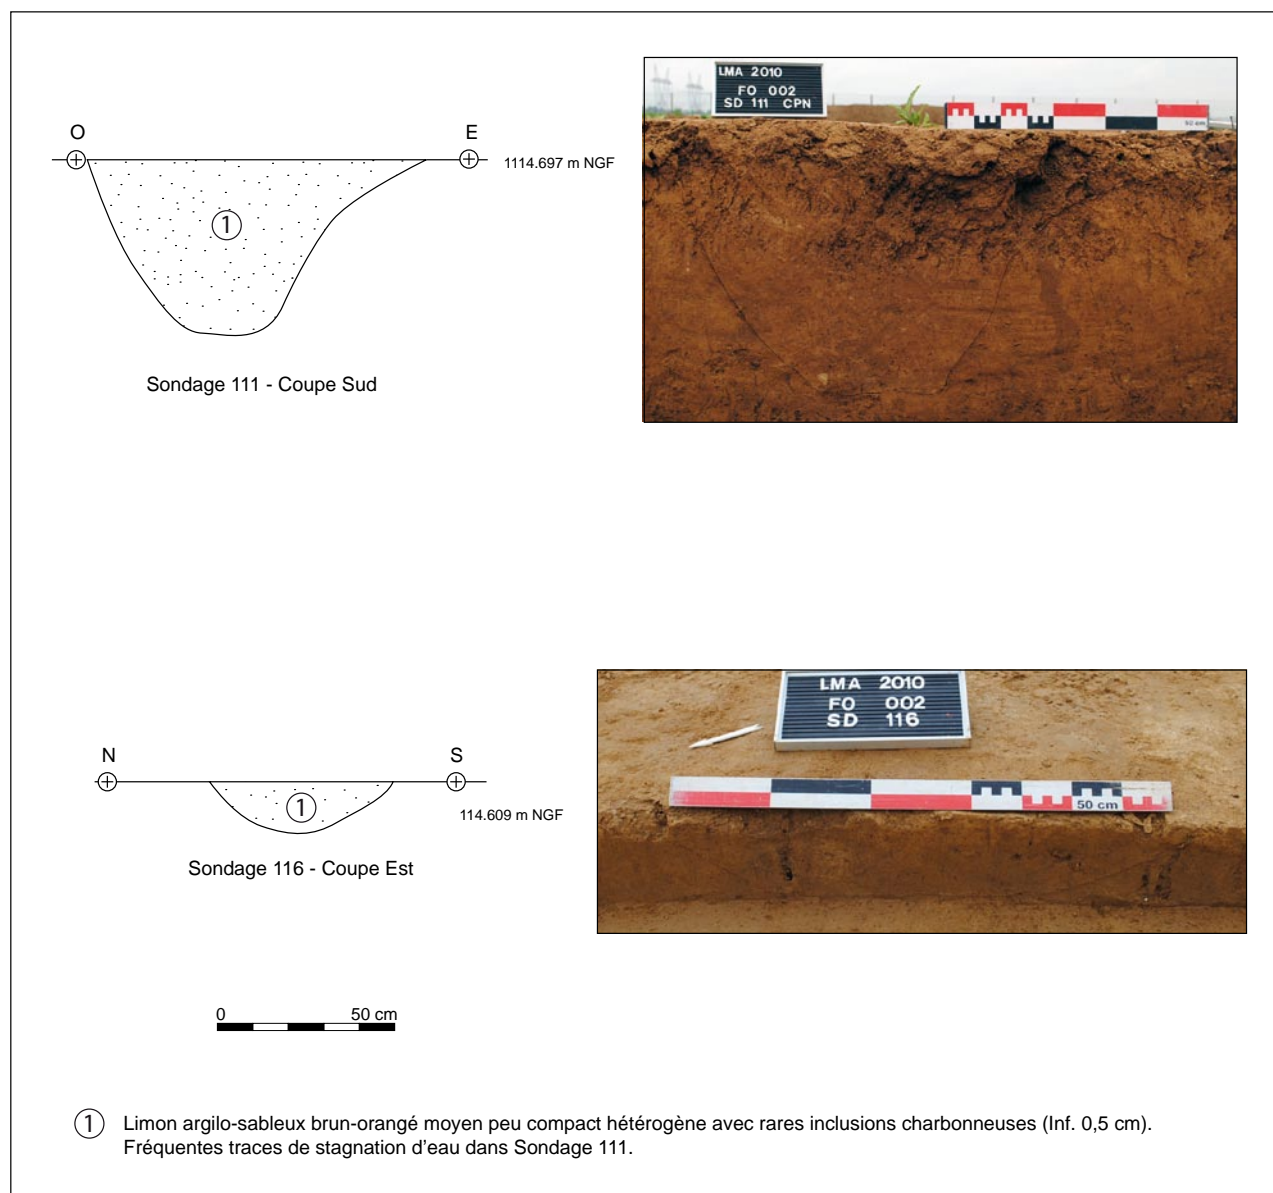 O
E
1114.697 m NGF
1
Sondage 111 - Coupe Sud
LMA 2010
FO 002
SD 111 CPN
50 cm
N
S
1
114.609 m NGF
Sondage 116 - Coupe Est
LMA 2010
FO 002
SD 116
50 cm
0 50 cm
1 Limon argilo-sableux brun-orangé moyen peu compact hétérogène avec rares inclusions charbonneuses (Inf. 0,5 cm).
Fréquentes traces de stagnation d'eau dans Sondage 111.